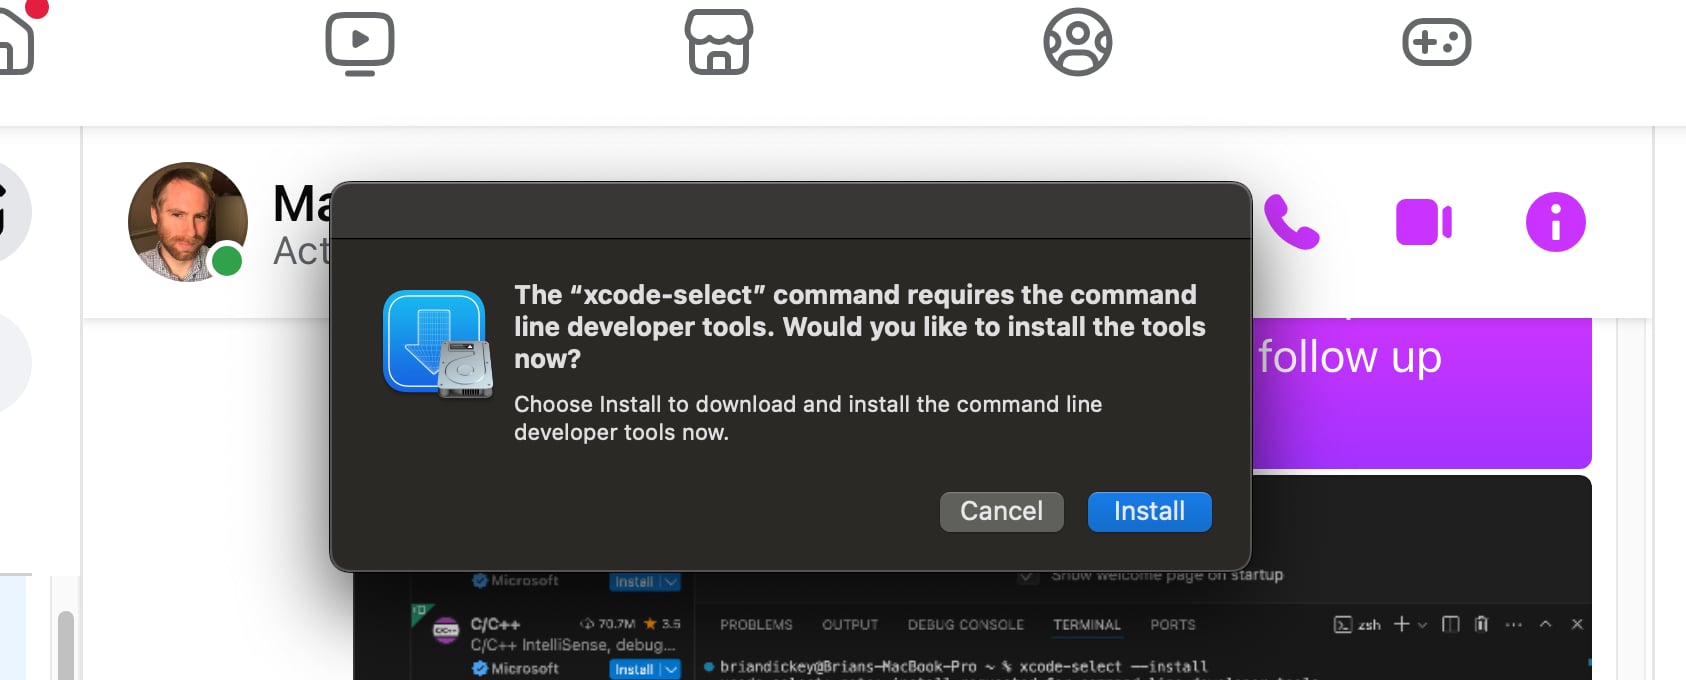 Ma
Act
The “xcode-select” command requires the command
line developer tools. Would you like to install the tools
now?
Choose Install to download and install the command line
developer tools now.
Cancel
Install
follow up
Microsoft
Install
Show welcome page on startup
C/C++
70.7M
3.5
C/C++ IntelliSense, debug...
Microsoft
Install
PROBLEMS
OUTPUT
DEBUG CONSOLE
TERMINAL
PORTS
zsh
briandickey@Brians-MacBook-Pro ~ % xcode-select --install